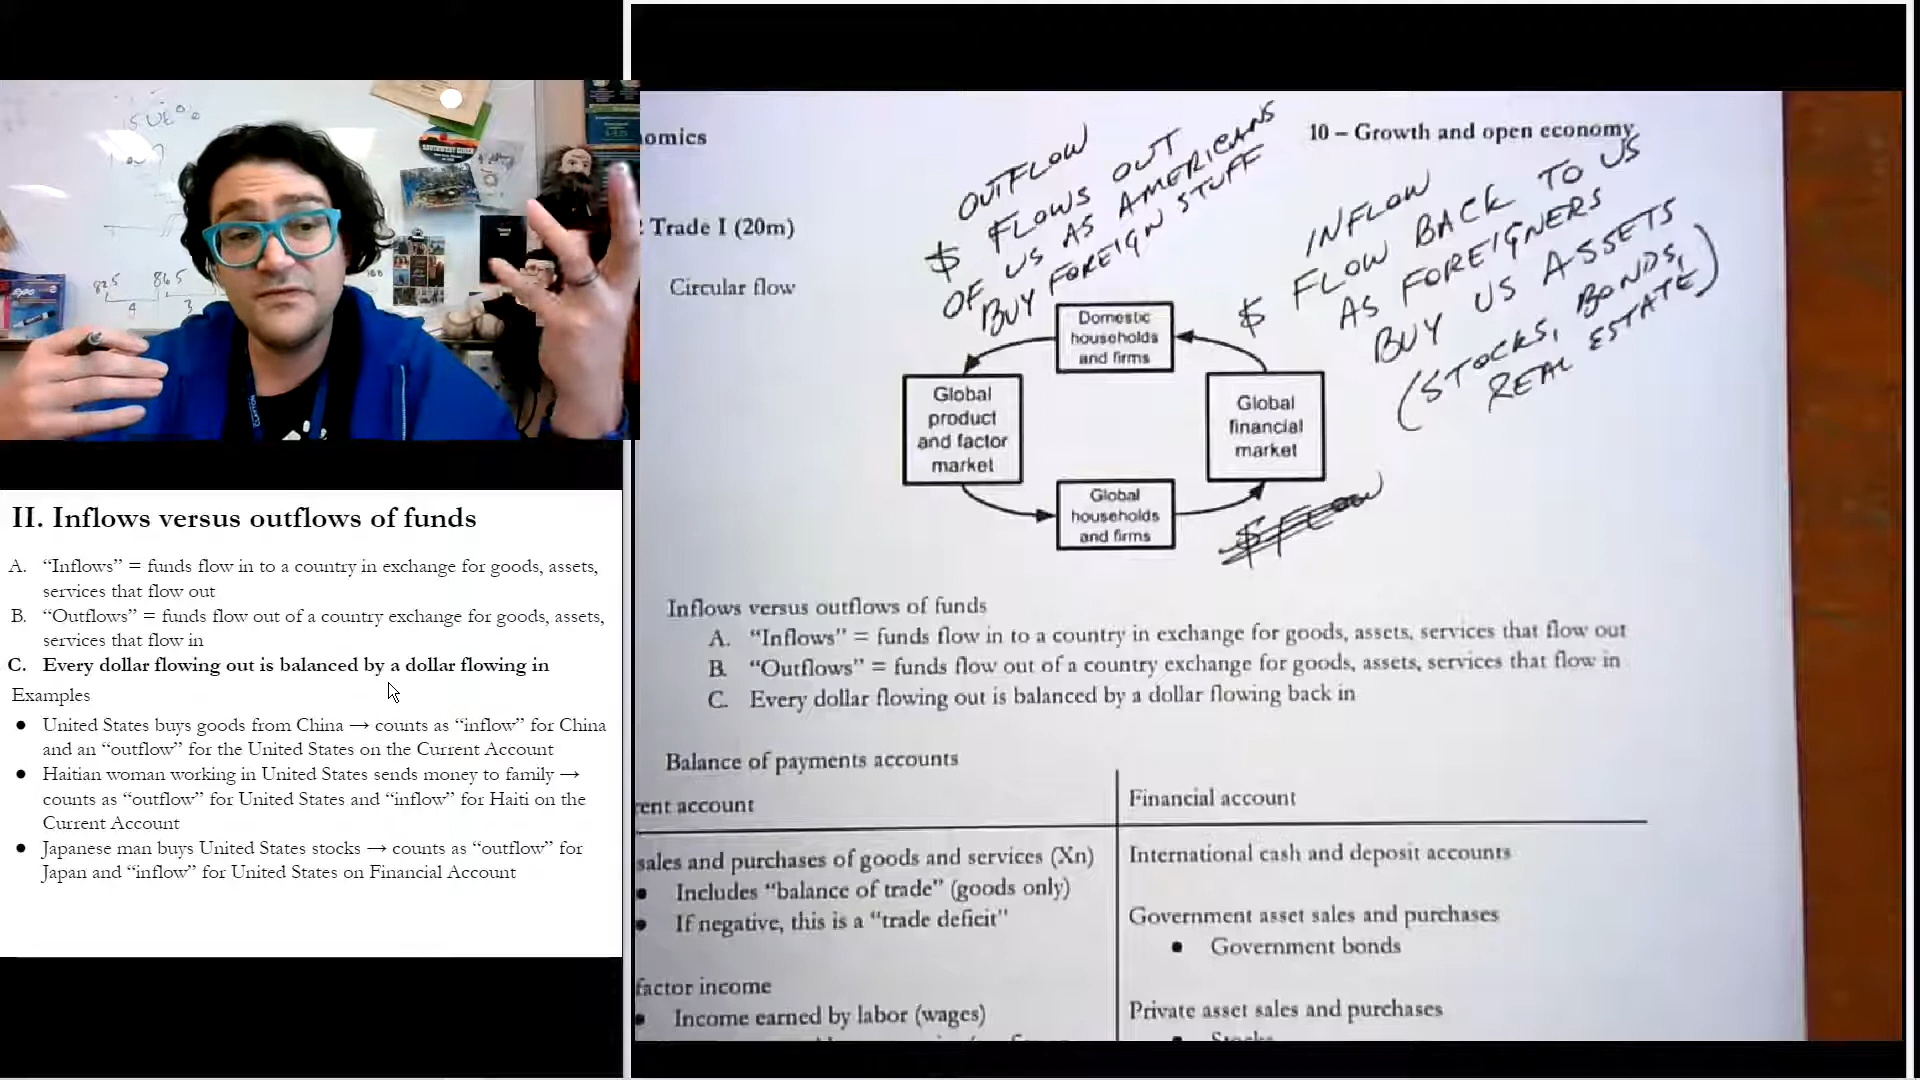 II. Inflows versus outflows of funds
A. “Inflows” = funds flow in to a country in exchange for goods, assets,
services that flow out
B. “Outflows” = funds flow out of a country exchange for goods, assets,
services that flow in
C. Every dollar flowing out is balanced by a dollar flowing in
Examples
● United States buys goods from China → counts as “inflow” for China
and an “outflow” for the United States on the Current Account
● Haitian woman working in United States sends money to family →
counts as “outflow” for United States and “inflow” for Haiti on the
Current Account
● Japanese man buys United States stocks → counts as “outflow” for
Japan and “inflow” for United States on Financial Account
82.5
86.5
4
3
expo
omics
10 – Growth and open economy
Trade I (20m)
Circular flow
OUTFLOW
$ FLOWS OUT
OF US AS AMERICANS
BUY FOREIGN STUFF
INFLOW
$ FLOW BACK TO US
AS FOREIGNERS
BUY US ASSETS
(STOCKS, BONDS,
REAL ESTATE)
Domestic
households
and firms
Global
product
and factor
market
Global
financial
market
Global
households
and firms
Inflows versus outflows of funds
A. “Inflows” = funds flow in to a country in exchange for goods, assets, services that flow out
B. “Outflows” = funds flow out of a country exchange for goods, assets, services that flow in
C. Every dollar flowing out is balanced by a dollar flowing back in
Balance of payments accounts
ent account
Financial account
sales and purchases of goods and services (Xn)
● Includes “balance of trade” (goods only)
● If negative, this is a “trade deficit”
factor income
● Income earned by labor (wages)
International cash and deposit accounts
Government asset sales and purchases
● Government bonds
Private asset sales and purchases
● Stocks